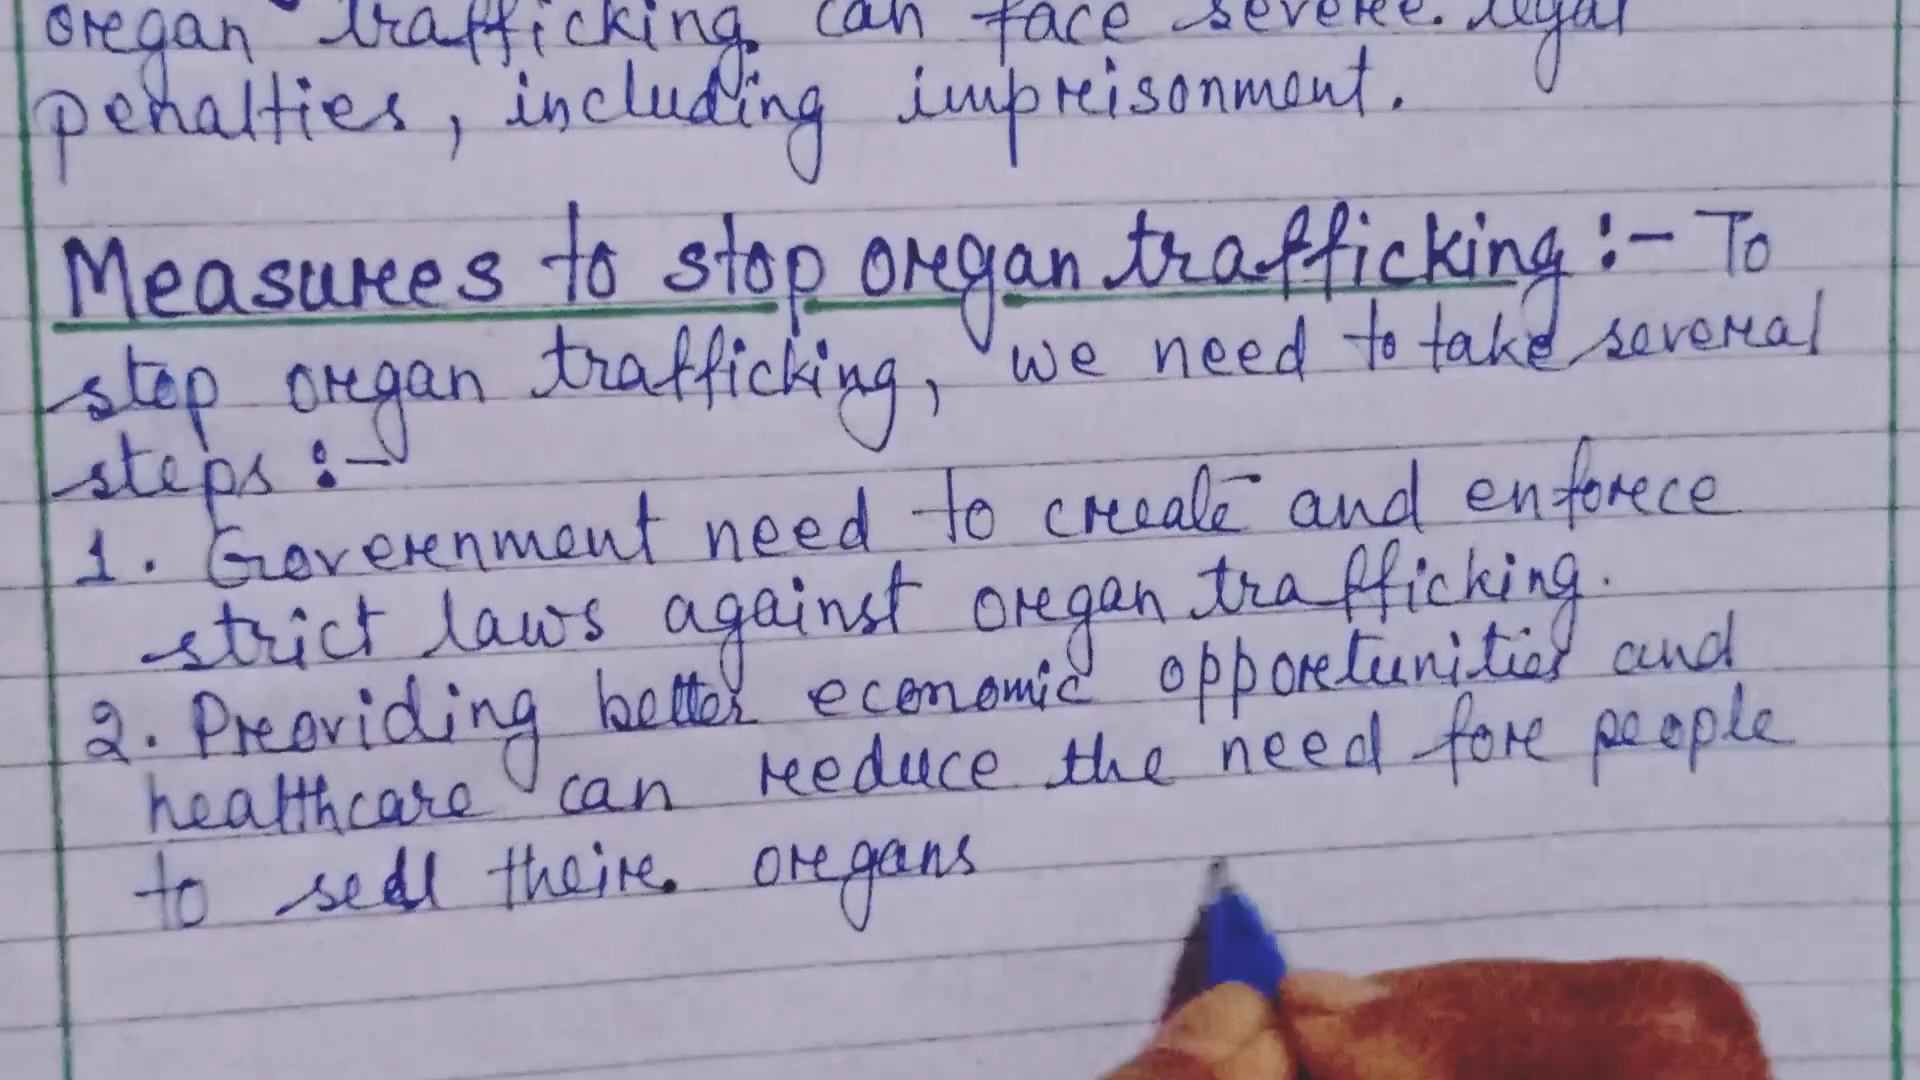 organ trafficking can face severe legal
penalties, including imprisonment.
Measures to stop organ trafficking :- To
stop organ trafficking, we need to take several
steps :-
1. Government need to create and enforce
strict laws against organ trafficking.
2. Providing better economic opportunities and
healthcare can reduce the need for people
to sell their organs